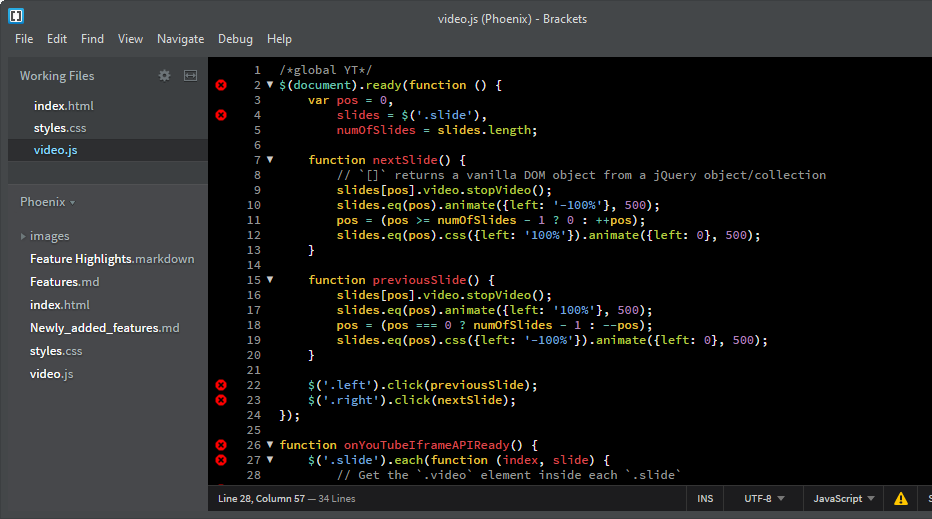 video.js (Phoenix) - Brackets
File Edit Find View Navigate Debug Help
Working Files
index.html
styles.css
video.js
Phoenix
images
Feature Highlights.markdown
Features.md
index.html
Newly_added_features.md
styles.css
video.js
1 /*global YT*/
2 $(document).ready(function () {
3     var pos = 0,
4         slides = $('.slide'),
5         numOfSlides = slides.length;
6
7     function nextSlide() {
8         // `[]` returns a vanilla DOM object from a jQuery object/collection
9         slides[pos].video.stopVideo();
10         slides.eq(pos).animate({left: '-100%'}, 500);
11         pos = (pos >= numOfSlides - 1 ? 0 : ++pos);
12         slides.eq(pos).css({left: '100%'}).animate({left: 0}, 500);
13     }
14
15     function previousSlide() {
16         slides[pos].video.stopVideo();
17         slides.eq(pos).animate({left: '100%'}, 500);
18         pos = (pos === 0 ? numOfSlides - 1 : --pos);
19         slides.eq(pos).css({left: '-100%'}).animate({left: 0}, 500);
20     }
21
22     $('.left').click(previousSlide);
23     $('.right').click(nextSlide);
24 });
25
26 function onYouTubeIframeAPIReady() {
27     $('.slide').each(function (index, slide) {
28         // Get the `.video` element inside each `.slide`
Line 28, Column 57 — 34 Lines INS UTF-8 JavaScript S